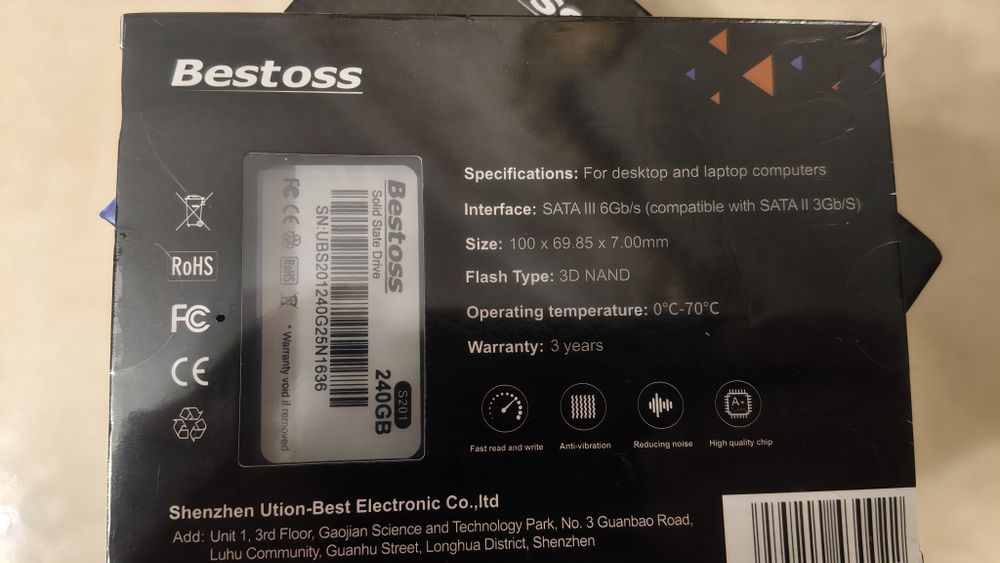 Bestoss
Specifications: For desktop and laptop computers
Interface: SATA III 6Gb/s (compatible with SATA II 3Gb/S)
Size: 100 x 69.85 x 7.00mm
Flash Type: 3D NAND
Operating temperature: 0°C-70°C
Warranty: 3 years
RoHS
FC
CE
Bestoss
Solid State Drive
SN:UBS201240G25N1636
FC CE RoHS
* Warranty void if removed
S201
240GB
A+
Fast read and write
Anti-vibration
Reducing noise
High quality chip
Shenzhen Ution-Best Electronic Co.,ltd
Add: Unit 1, 3rd Floor, Gaojian Science and Technology Park, No. 3 Guanbao Road,
Luhu Community, Guanhu Street, Longhua District, Shenzhen